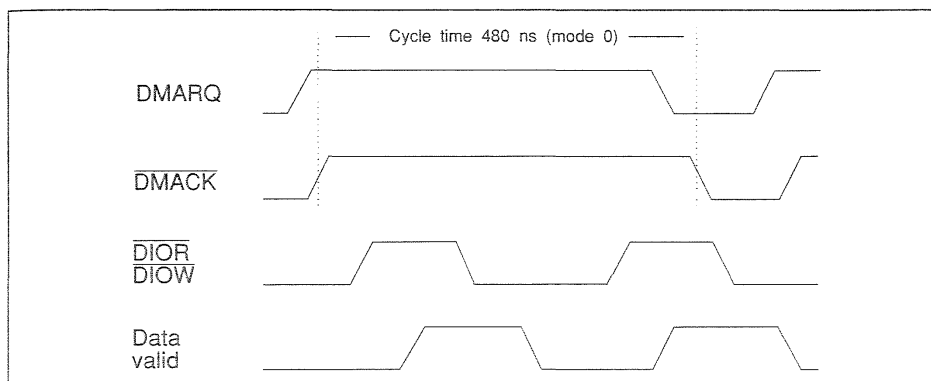 Cycle time 480 ns (mode 0)
DMARQ
DMACK
DIOR
DIOW
Data
valid